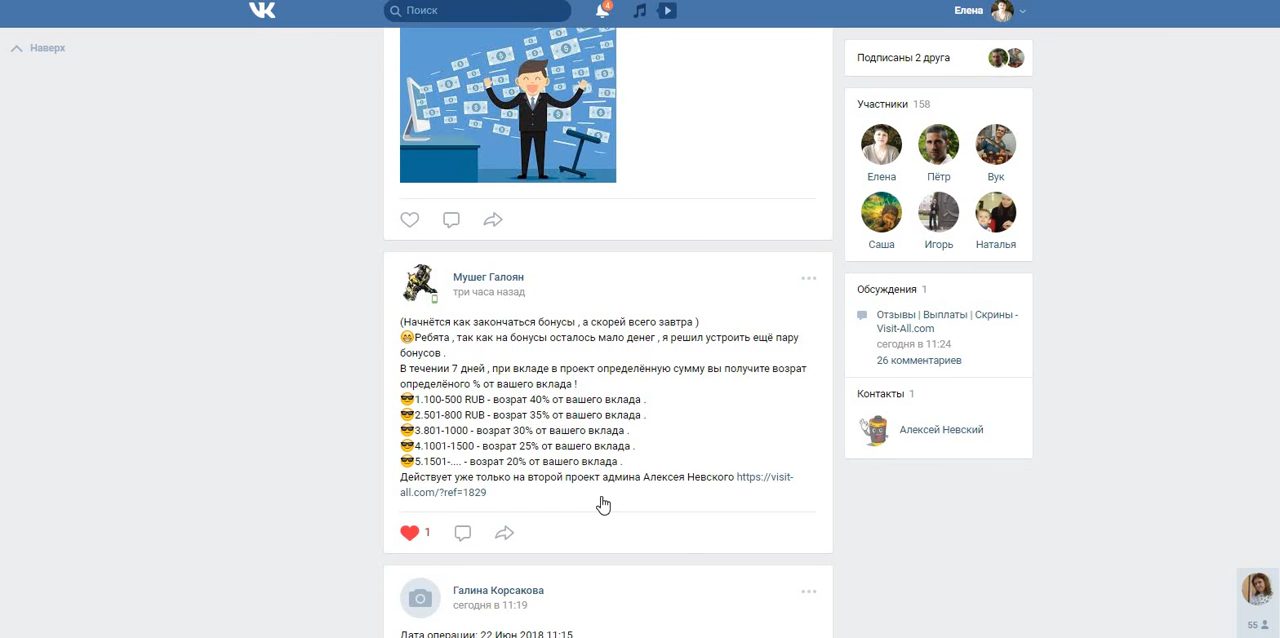 Поиск
4
Елена
Наверх
Подписаны 2 друга
Участники 158
Елена
Пётр
Вук
Саша
Игорь
Наталья
Обсуждения 1
Отзывы | Выплаты | Скрины -
Visit-All.com
сегодня в 11:24
26 комментариев
Контакты 1
Алексей Невский
Мушег Галоян
три часа назад
(Начнётся как закончаться бонусы , а скорей всего завтра )
😁Ребята , так как на бонусы осталось мало денег , я решил устроить ещё пару
бонусов .
В течении 7 дней , при вкладе в проект определённую сумму вы получите возрат
определёного % от вашего вклада !
😎1.100-500 RUB - возрат 40% от вашего вклада .
😎2.501-800 RUB - возрат 35% от вашего вклада .
😎3.801-1000 - возрат 30% от вашего вклада .
😎4.1001-1500 - возрат 25% от вашего вклада .
😎5.1501-.... - возрат 20% от вашего вклада .
Действует уже только на второй проект админа Алексея Невского https://visit-
all.com/?ref=1829
1
Галина Корсакова
сегодня в 11:19
Дата операции: 22 Июн 2018 11:15
55